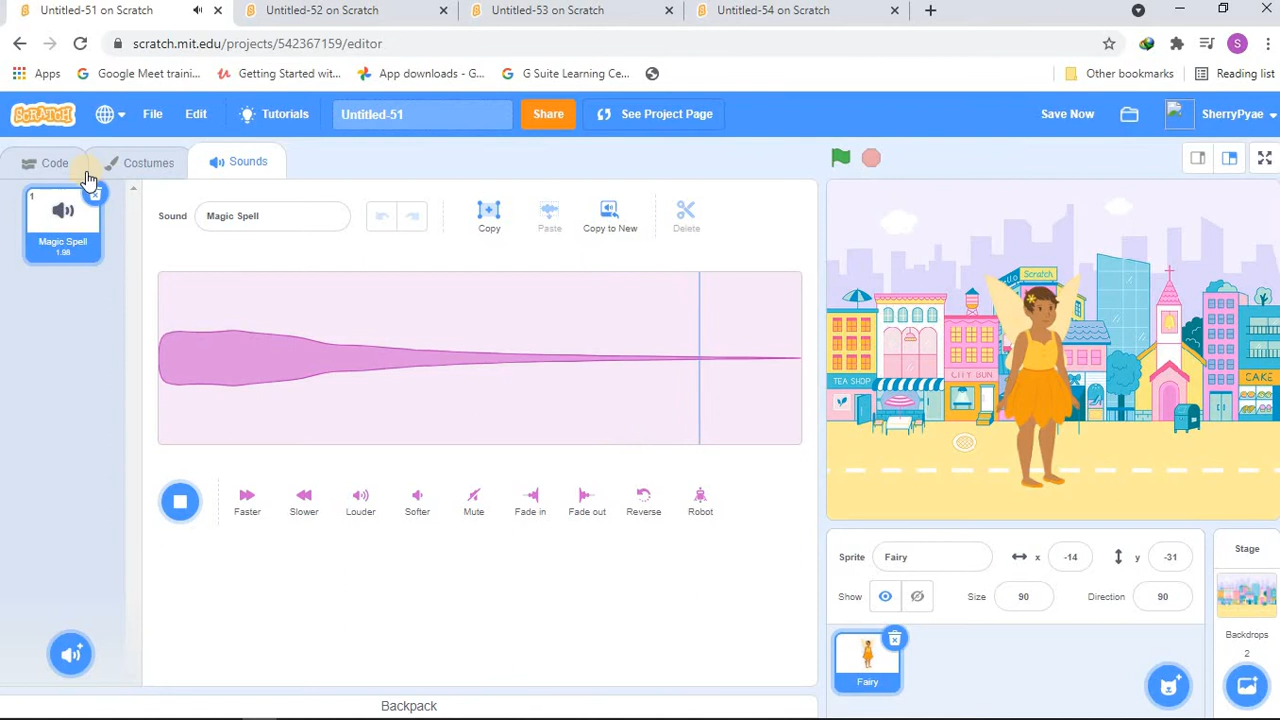 Untitled-51 on Scratch
Untitled-52 on Scratch
Untitled-53 on Scratch
Untitled-54 on Scratch
scratch.mit.edu/projects/542367159/editor
S
Apps
Google Meet traini...
Getting Started wit...
App downloads - G...
G Suite Learning Ce...
Other bookmarks
Reading list
SCRATCH
File
Edit
Tutorials
Untitled-51
Share
See Project Page
Save Now
SherryPyae
Code
Costumes
Sounds
1
Magic Spell
1.98
Sound
Magic Spell
Copy
Paste
Copy to New
Delete
Faster
Slower
Louder
Softer
Mute
Fade in
Fade out
Reverse
Robot
Scratch
TEA SHOP
CITY BUN
CAKE
Sprite
Fairy
x
-14
y
-31
Show
Size
90
Direction
90
Fairy
Stage
Backdrops
2
Backpack